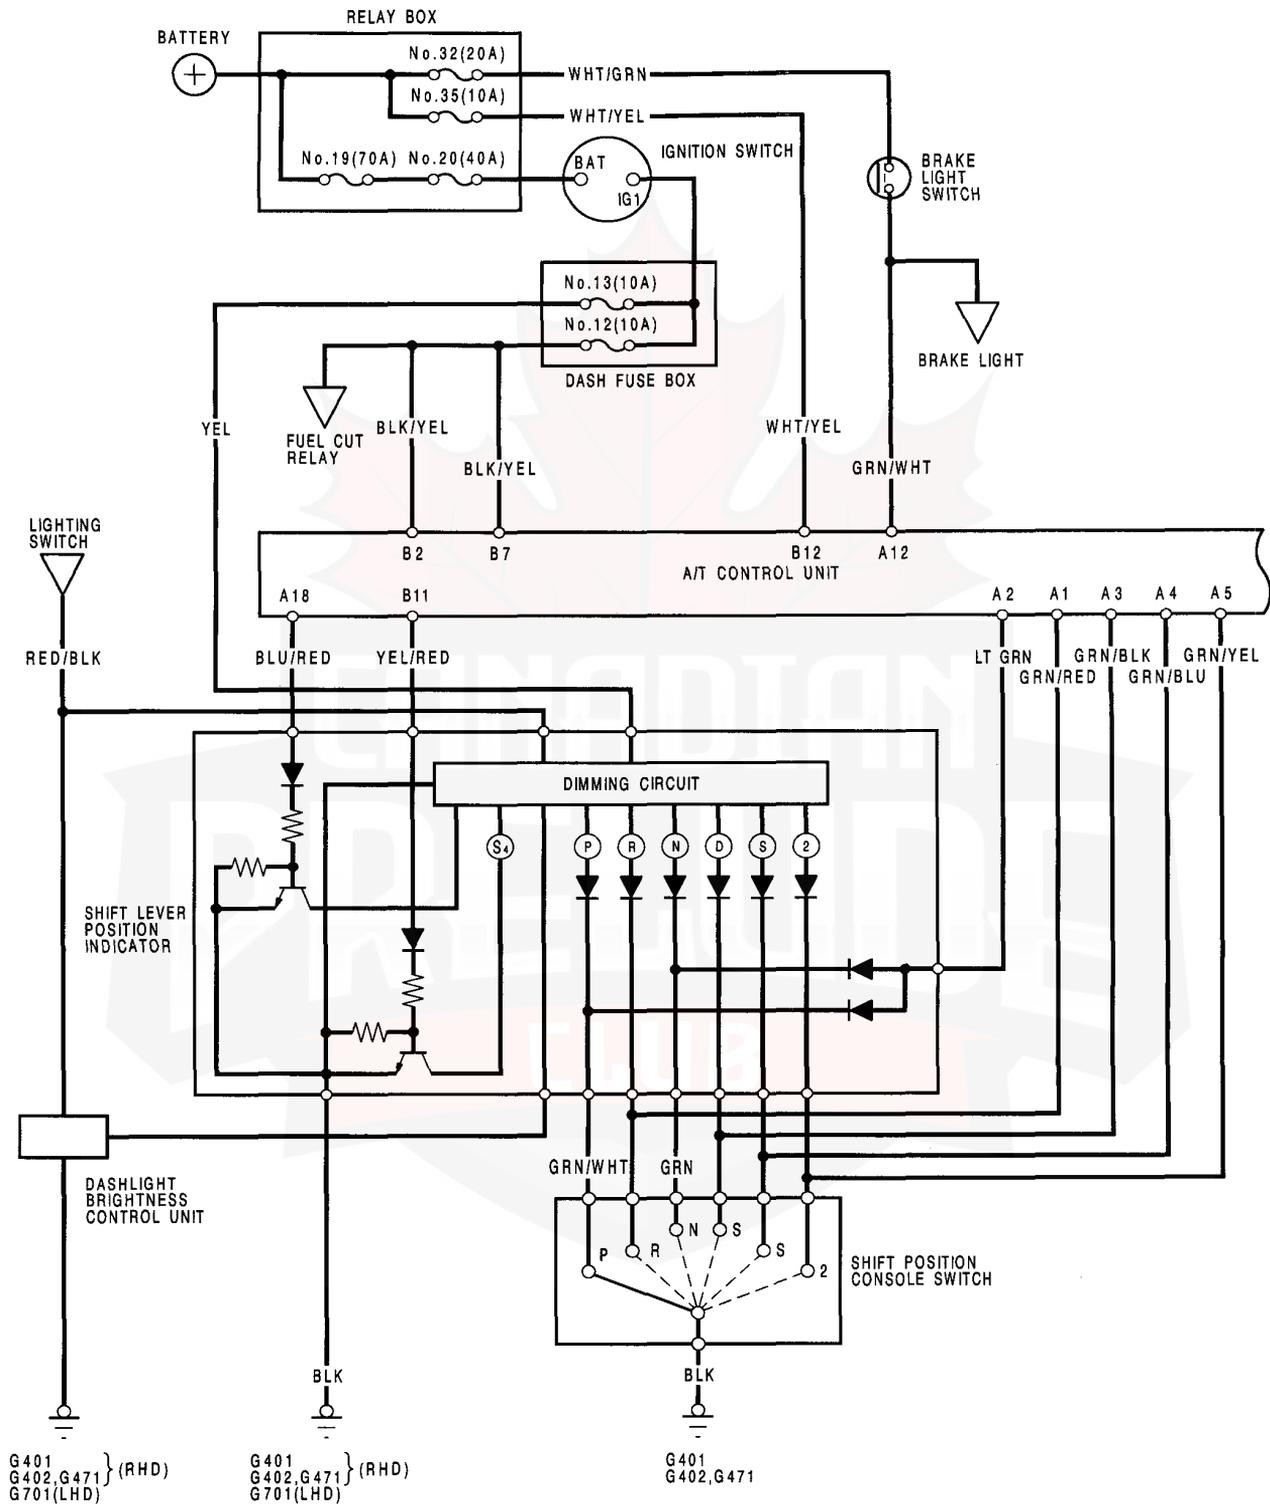 RELAY BOX
BATTERY
+
No.32(20A)
WHT/GRN
No.35(10A)
WHT/YEL
No.19(70A) No.20(40A)
BAT
IG1
IGNITION SWITCH
BRAKE
LIGHT
SWITCH
No.13(10A)
No.12(10A)
DASH FUSE BOX
BRAKE LIGHT
YEL
FUEL CUT
RELAY
BLK/YEL
BLK/YEL
WHT/YEL
GRN/WHT
LIGHTING
SWITCH
B2
B7
B12
A12
A/T CONTROL UNIT
A18
B11
A2
A1
A3
A4
A5
RED/BLK
BLU/RED
YEL/RED
LT GRN
GRN/RED
GRN/BLK
GRN/BLU
GRN/YEL
CANADIAN
PRELUDE
CLUB
DIMMING CIRCUIT
S4
P
R
N
D
S
2
SHIFT LEVER
POSITION
INDICATOR
DASHLIGHT
BRIGHTNESS
CONTROL UNIT
GRN/WHT
GRN
P
R
N
S
S
2
SHIFT POSITION
CONSOLE SWITCH
BLK
BLK
G401
G402,G471 } (RHD)
G701(LHD)
G401
G402,G471 } (RHD)
G701(LHD)
G401
G402,G471